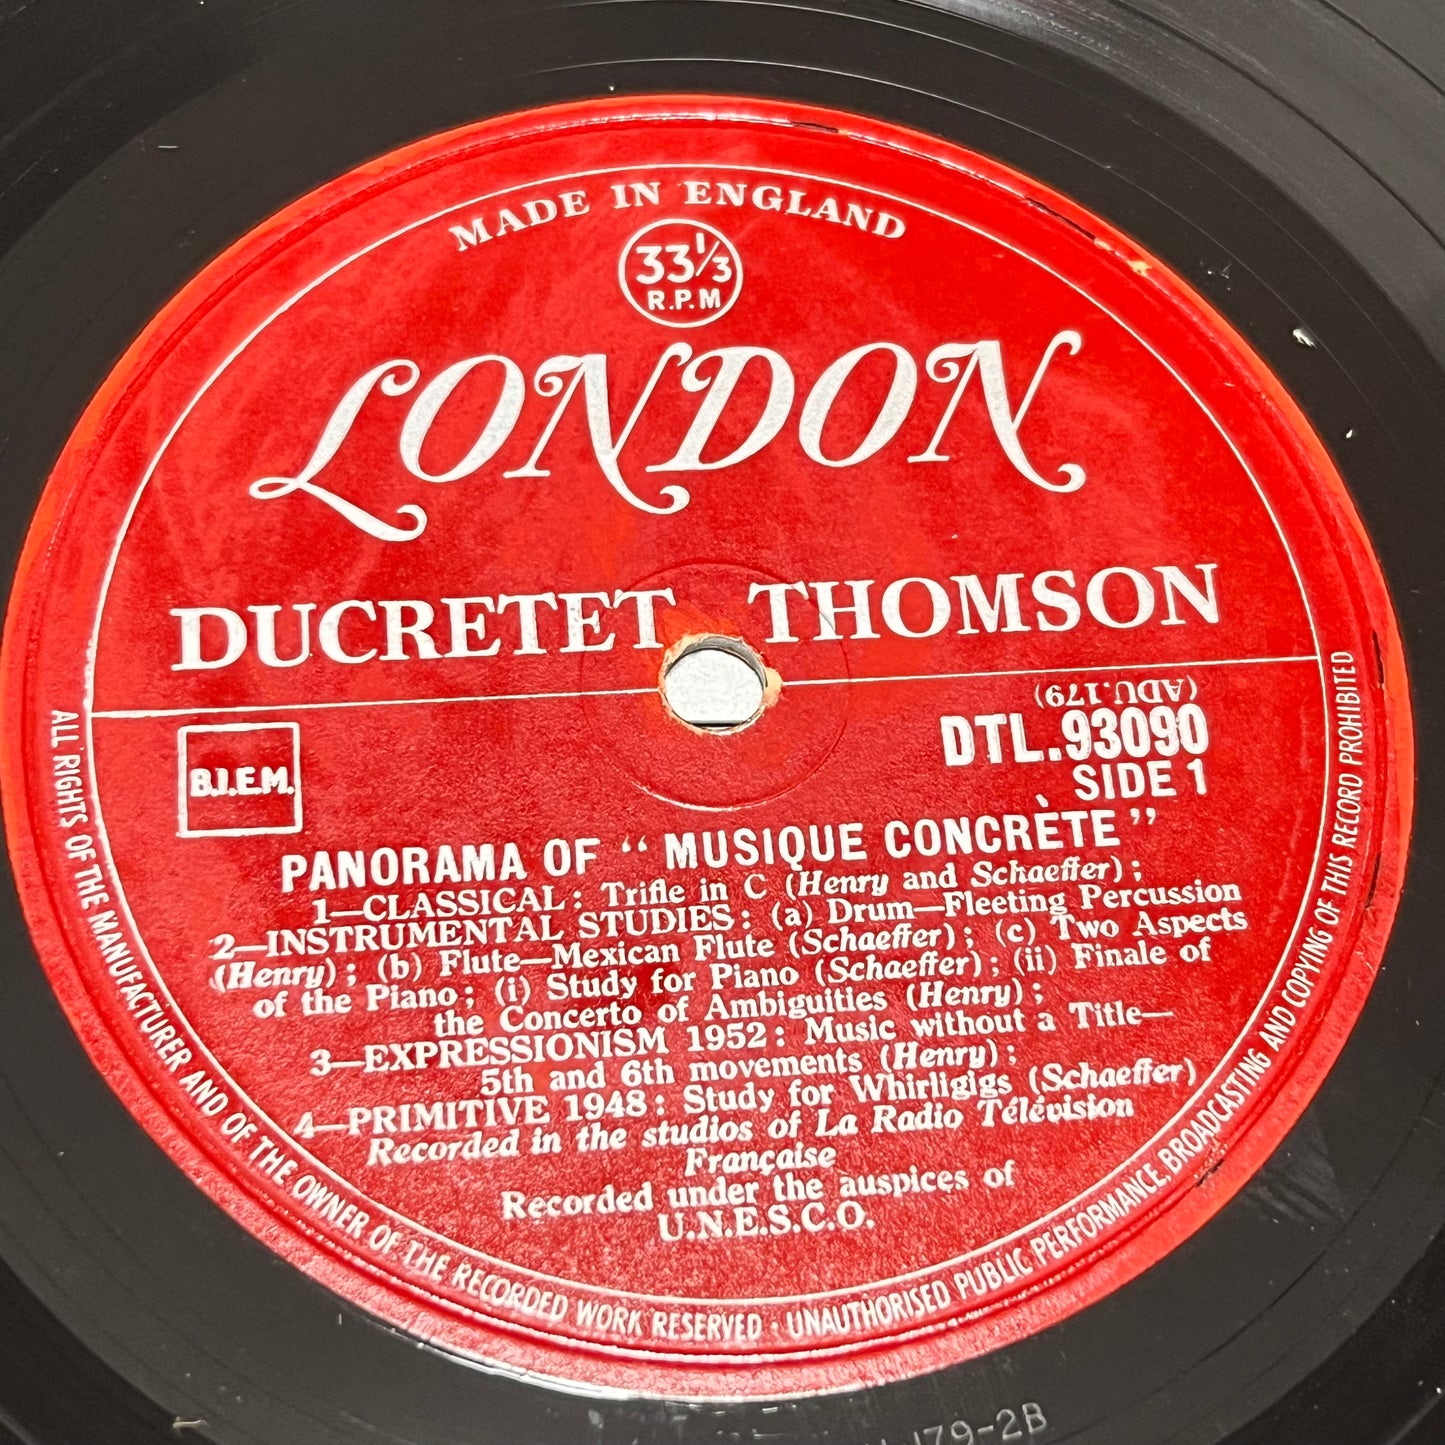 MADE IN ENGLAND
33 1/3
R.P.M
LONDON
DUCRETET THOMSON
(ADU.179)
DTL.93090
SIDE 1
B.I.E.M.
PANORAMA OF “ MUSIQUE CONCRÈTE ”
1—CLASSICAL: Trifle in C (Henry and Schaeffer);
2—INSTRUMENTAL STUDIES: (a) Drum—Fleeting Percussion
(Henry); (b) Flute—Mexican Flute (Schaeffer); (c) Two Aspects
of the Piano; (i) Study for Piano (Schaeffer); (ii) Finale of
the Concerto of Ambiguities (Henry);
3—EXPRESSIONISM 1952: Music without a Title—
5th and 6th movements (Henry);
4—PRIMITIVE 1948: Study for Whirligigs (Schaeffer)
Recorded in the studios of La Radio Télévision
Française
Recorded under the auspices of
U.N.E.S.C.O.
ALL RIGHTS OF THE MANUFACTURER AND OF THE OWNER OF THE RECORDED WORK RESERVED · UNAUTHORISED PUBLIC PERFORMANCE, BROADCASTING AND COPYING OF THIS RECORD PROHIBITED
179-2B